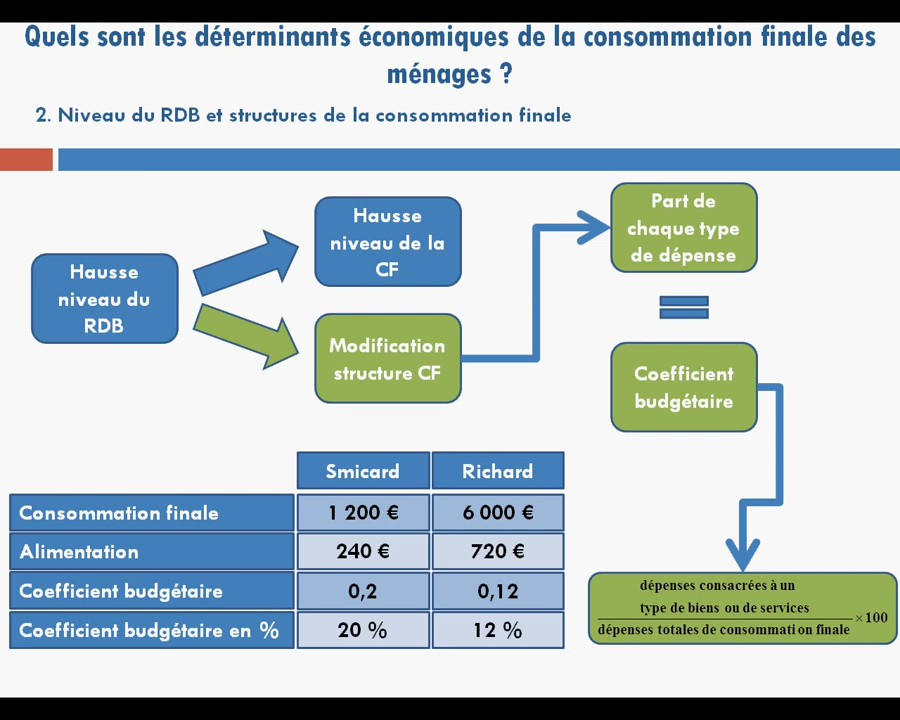 Quels sont les déterminants économiques de la consommation finale des
ménages ?
2. Niveau du RDB et structures de la consommation finale
Hausse
niveau du
RDB
Hausse
niveau de la
CF
Modification
structure CF
Part de
chaque type
de dépense
Coefficient
budgétaire
Smicard Richard
Consommation finale 1 200 € 6 000 €
Alimentation 240 € 720 €
Coefficient budgétaire 0,2 0,12
Coefficient budgétaire en % 20 % 12 %
dépenses consacrées à un
type de biens ou de services
dépenses totales de consommati on finale ×100